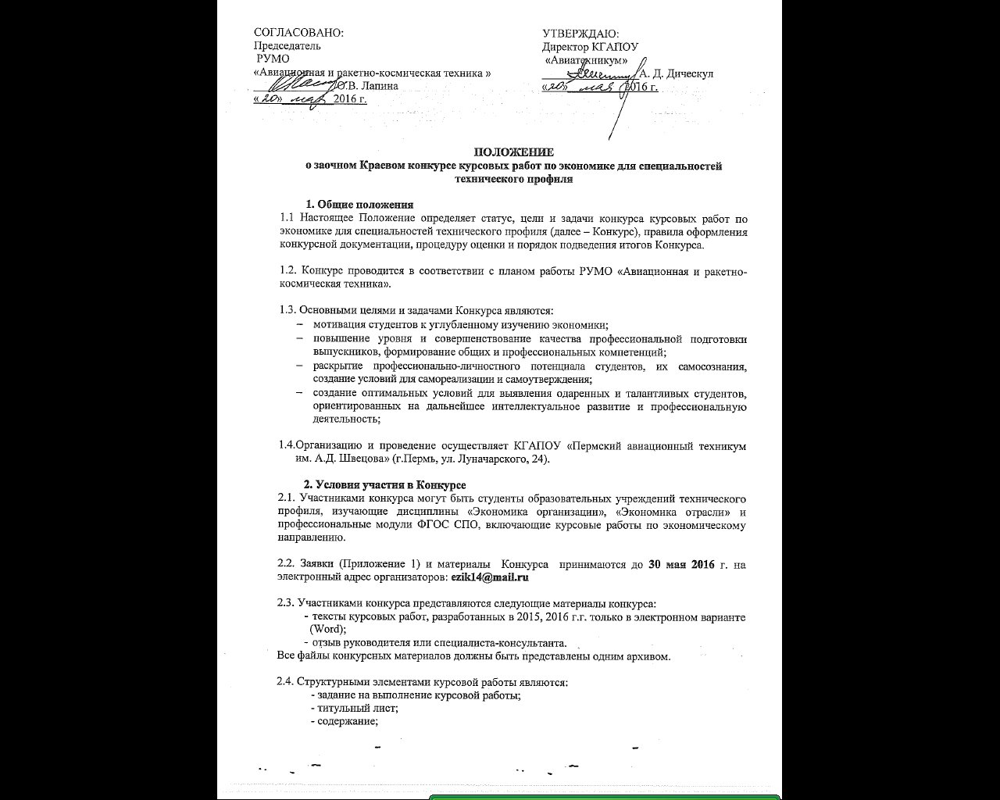 СОГЛАСОВАНО:
Председатель
РУМО
«Авиационная и ракетно-космическая техника »
О.В. Лапина
« 20» мая 2016 г.
УТВЕРЖДАЮ:
Директор КГАПОУ
«Авиатехникум»
А. Д. Дическул
«20» мая 2016 г.
ПОЛОЖЕНИЕ
о заочном Краевом конкурсе курсовых работ по экономике для специальностей
технического профиля
1. Общие положения
1.1 Настоящее Положение определяет статус, цели и задачи конкурса курсовых работ по
экономике для специальностей технического профиля (далее – Конкурс), правила оформления
конкурсной документации, процедуру оценки и порядок подведения итогов Конкурса.
1.2. Конкурс проводится в соответствии с планом работы РУМО «Авиационная и ракетно-
космическая техника».
1.3. Основными целями и задачами Конкурса являются:
– мотивация студентов к углубленному изучению экономики;
– повышение уровня и совершенствование качества профессиональной подготовки
выпускников, формирование общих и профессиональных компетенций;
– раскрытие профессионально-личностного потенциала студентов, их самосознания,
создание условий для самореализации и самоутверждения;
– создание оптимальных условий для выявления одаренных и талантливых студентов,
ориентированных на дальнейшее интеллектуальное развитие и профессиональную
деятельность;
1.4.Организацию и проведение осуществляет КГАПОУ «Пермский авиационный техникум
им. А.Д. Швецова» (г.Пермь, ул. Луначарского, 24).
2. Условия участия в Конкурсе
2.1. Участниками конкурса могут быть студенты образовательных учреждений технического
профиля, изучающие дисциплины «Экономика организации», «Экономика отрасли» и
профессиональные модули ФГОС СПО, включающие курсовые работы по экономическому
направлению.
2.2. Заявки (Приложение 1) и материалы Конкурса принимаются до 30 мая 2016 г. на
электронный адрес организаторов: ezik14@mail.ru
2.3. Участниками конкурса представляются следующие материалы конкурса:
- тексты курсовых работ, разработанных в 2015, 2016 г.г. только в электронном варианте
(Word);
- отзыв руководителя или специалиста-консультанта.
Все файлы конкурсных материалов должны быть представлены одним архивом.
2.4. Структурными элементами курсовой работы являются:
- задание на выполнение курсовой работы;
- титульный лист;
- содержание;